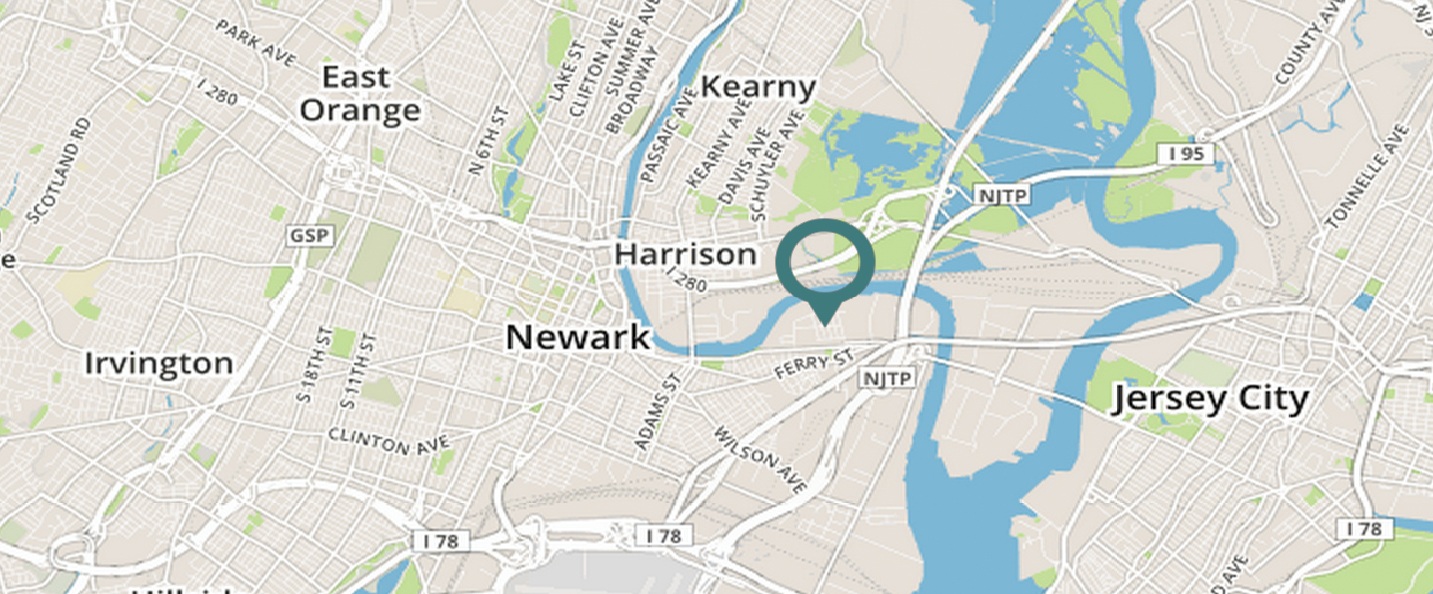 PARK AVE
I 280
East
Orange
SCOTLAND RD
GSP
LAKE ST
CLIFTON AVE
SUMMER AVE
BROADWAY
N 6TH ST
PASSAIC AVE
Kearny
KEARNY AVE
DAVIS AVE
SCHUYLER AVE
COUNTY AVE
I 95
NJTP
TONNELLE AVE
Harrison
I 280
Newark
Irvington
S 18TH ST
S 11TH ST
CLINTON AVE
FERRY ST
NJTP
ADAMS ST
WILSON AVE
Jersey City
I 78
I 78
I 78